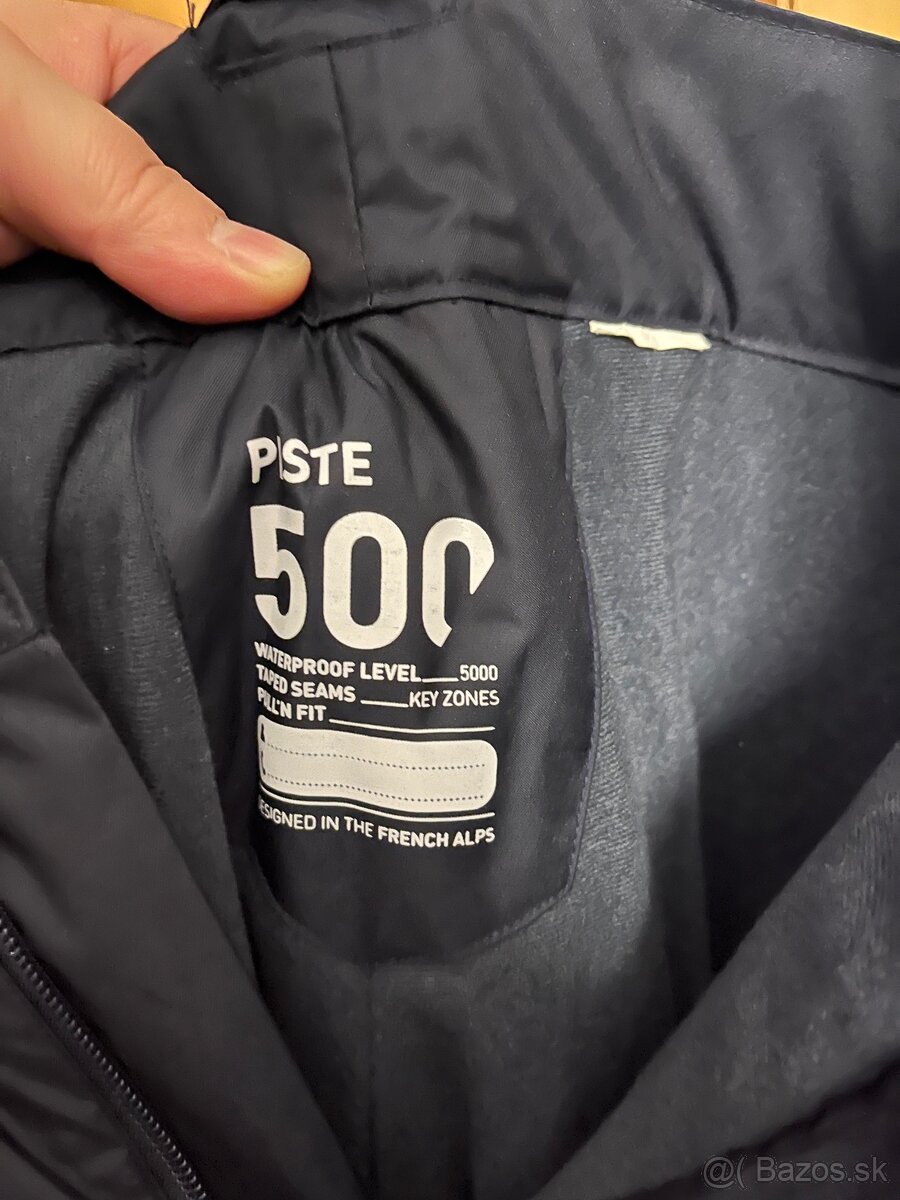 PISTE
500
WATERPROOF LEVEL 5000
TAPED SEAMS KEY ZONES
PULL'N FIT
DESIGNED IN THE FRENCH ALPS
@( Bazos.sk